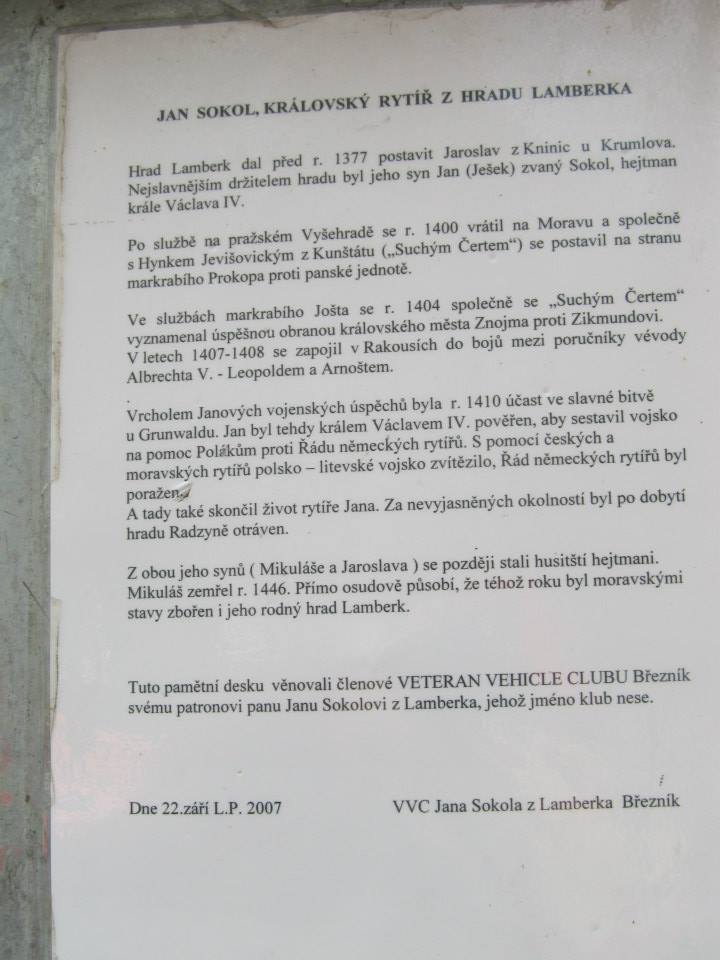 JAN SOKOL, KRÁLOVSKÝ RYTÍŘ Z HRADU LAMBERKA
Hrad Lamberk dal před r. 1377 postavit Jaroslav z Kninic u Krumlova.
Nejslavnějším držitelem hradu byl jeho syn Jan (Ješek) zvaný Sokol, hejtman
krále Václava IV.
Po službě na pražském Vyšehradě se r. 1400 vrátil na Moravu a společně
s Hynkem Jevišovickým z Kunštátu („Suchým Čertem“) se postavil na stranu
markrabího Prokopa proti panské jednotě.
Ve službách markrabího Jošta se r. 1404 společně se „Suchým Čertem“
vyznamenal úspěšnou obranou královského města Znojma proti Zikmundovi.
V letech 1407-1408 se zapojil v Rakousích do bojů mezi poručníky vévody
Albrechta V. - Leopoldem a Arnoštem.
Vrcholem Janových vojenských úspěchů byla r. 1410 účast ve slavné bitvě
u Grunwaldu. Jan byl tehdy králem Václavem IV. pověřen, aby sestavil vojsko
na pomoc Polákům proti Řádu německých rytířů. S pomocí českých a
moravských rytířů polsko – litevské vojsko zvítězilo, Řád německých rytířů byl
poražen.
A tady také skončil život rytíře Jana. Za nevyjasněných okolností byl po dobytí
hradu Radzyně otráven.
Z obou jeho synů ( Mikuláše a Jaroslava ) se později stali husitští hejtmani.
Mikuláš zemřel r. 1446. Přímo osudově působí, že téhož roku byl moravskými
stavy zbořen i jeho rodný hrad Lamberk.
Tuto pamětní desku věnovali členové VETERAN VEHICLE CLUBU Březník
svému patronovi panu Janu Sokolovi z Lamberka, jehož jméno klub nese.
Dne 22.září L.P. 2007 VVC Jana Sokola z Lamberka Březník